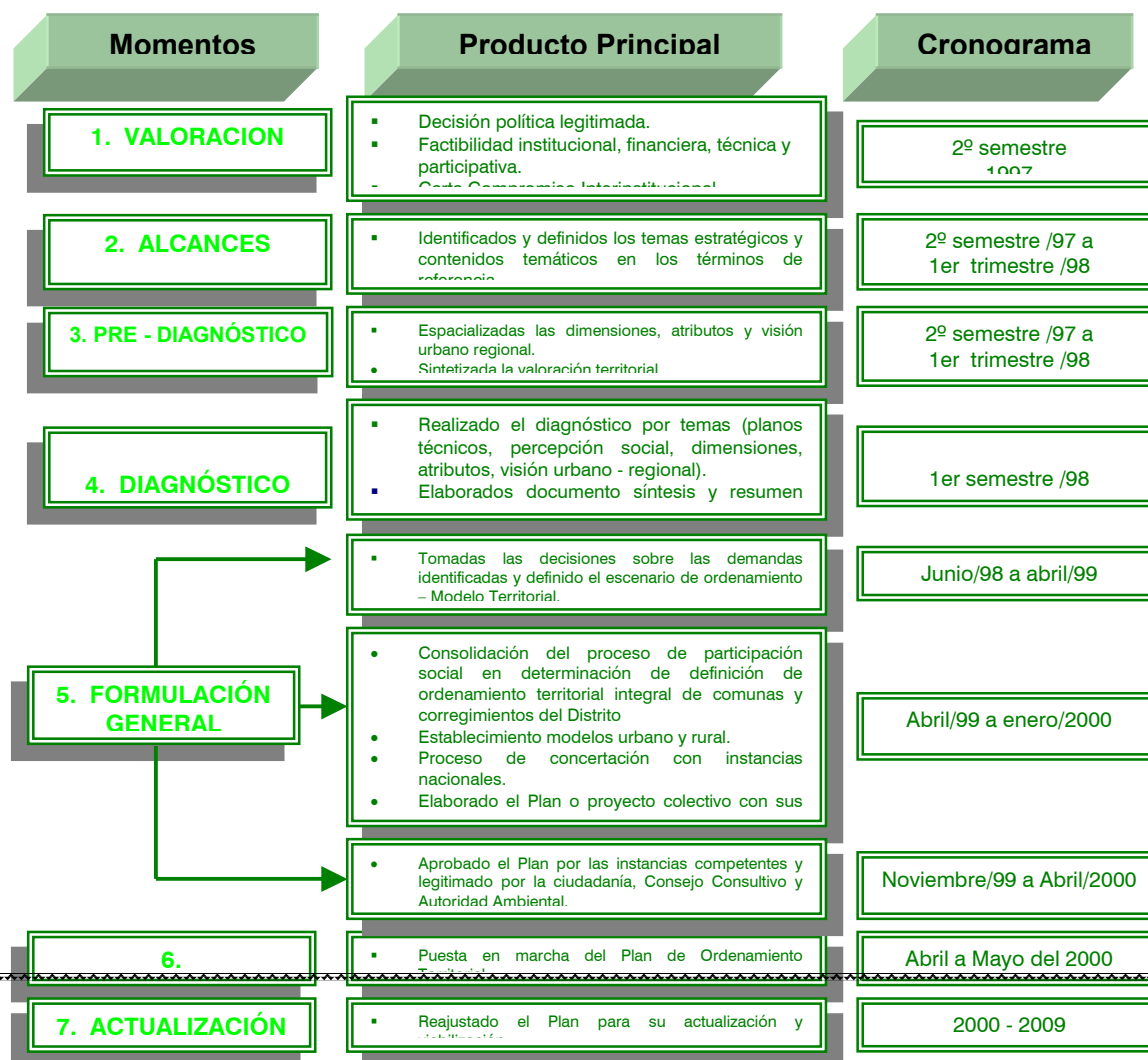 Momentos
Producto Principal
Cronograma
1. VALORACION
▪ Decisión política legitimada.
▪ Factibilidad institucional, financiera, técnica y
participativa.
▪ Carta Compromiso Interinstitucional
2º semestre
1997
2. ALCANCES
▪ Identificados y definidos los temas estratégicos y
contenidos temáticos en los términos de
referencia
2º semestre /97 a
1er trimestre /98
3. PRE - DIAGNÓSTICO
▪ Espacializadas las dimensiones, atributos y visión
urbano regional.
• Sintetizada la valoración territorial
2º semestre /97 a
1er trimestre /98
4. DIAGNÓSTICO
▪ Realizado el diagnóstico por temas (planos
técnicos, percepción social, dimensiones,
atributos, visión urbano - regional).
▪ Elaborados documento síntesis y resumen
1er semestre /98
5. FORMULACIÓN
GENERAL
▪ Tomadas las decisiones sobre las demandas
identificadas y definido el escenario de ordenamiento
– Modelo Territorial.
Junio/98 a abril/99
• Consolidación del proceso de participación
social en determinación de definición de
ordenamiento territorial integral de comunas y
corregimientos del Distrito
• Establecimiento modelos urbano y rural.
• Proceso de concertación con instancias
nacionales.
• Elaborado el Plan o proyecto colectivo con sus
Abril/99 a enero/2000
• Aprobado el Plan por las instancias competentes y
legitimado por la ciudadanía, Consejo Consultivo y
Autoridad Ambiental.
Noviembre/99 a Abril/2000
6.
▪ Puesta en marcha del Plan de Ordenamiento
Abril a Mayo del 2000
7. ACTUALIZACIÓN
▪ Reajustado el Plan para su actualización y
2000 - 2009